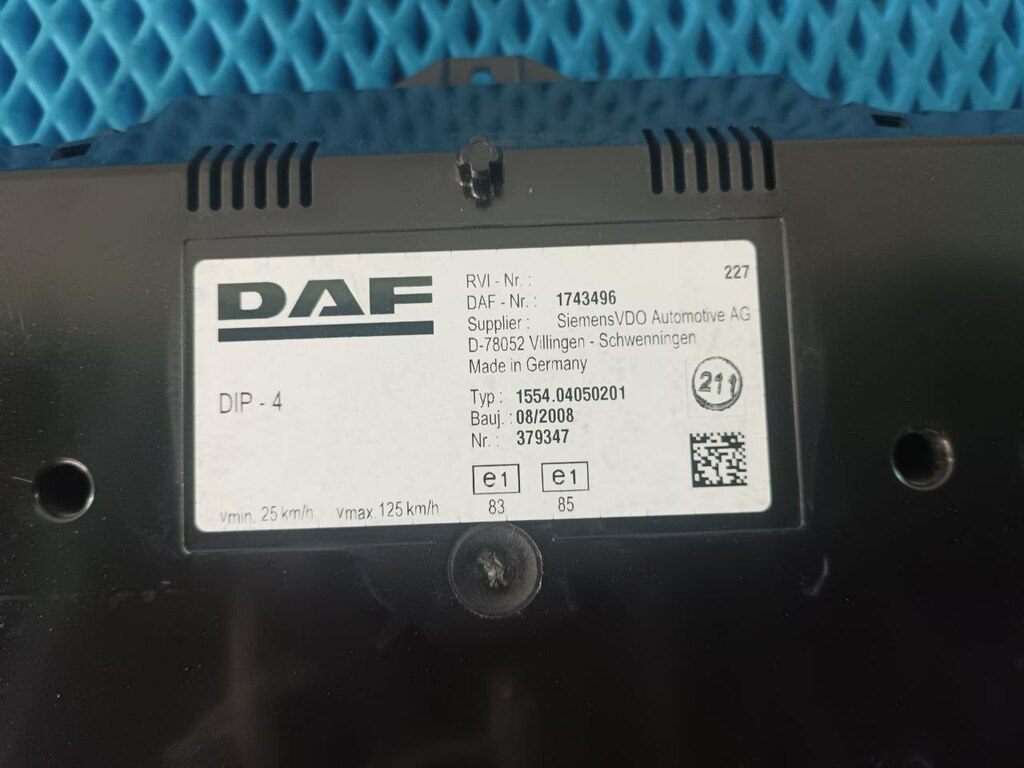 DAF
DIP - 4
Vmin. 25 km/h Vmax.125 km/h
RVI - Nr. : 227
DAF - Nr. : 1743496
Supplier : SiemensVDO Automotive AG
D-78052 Villingen - Schwenningen
Made in Germany
Typ : 1554.04050201
Bauj. : 08/2008
Nr. : 379347
211
e1 e1
83 85